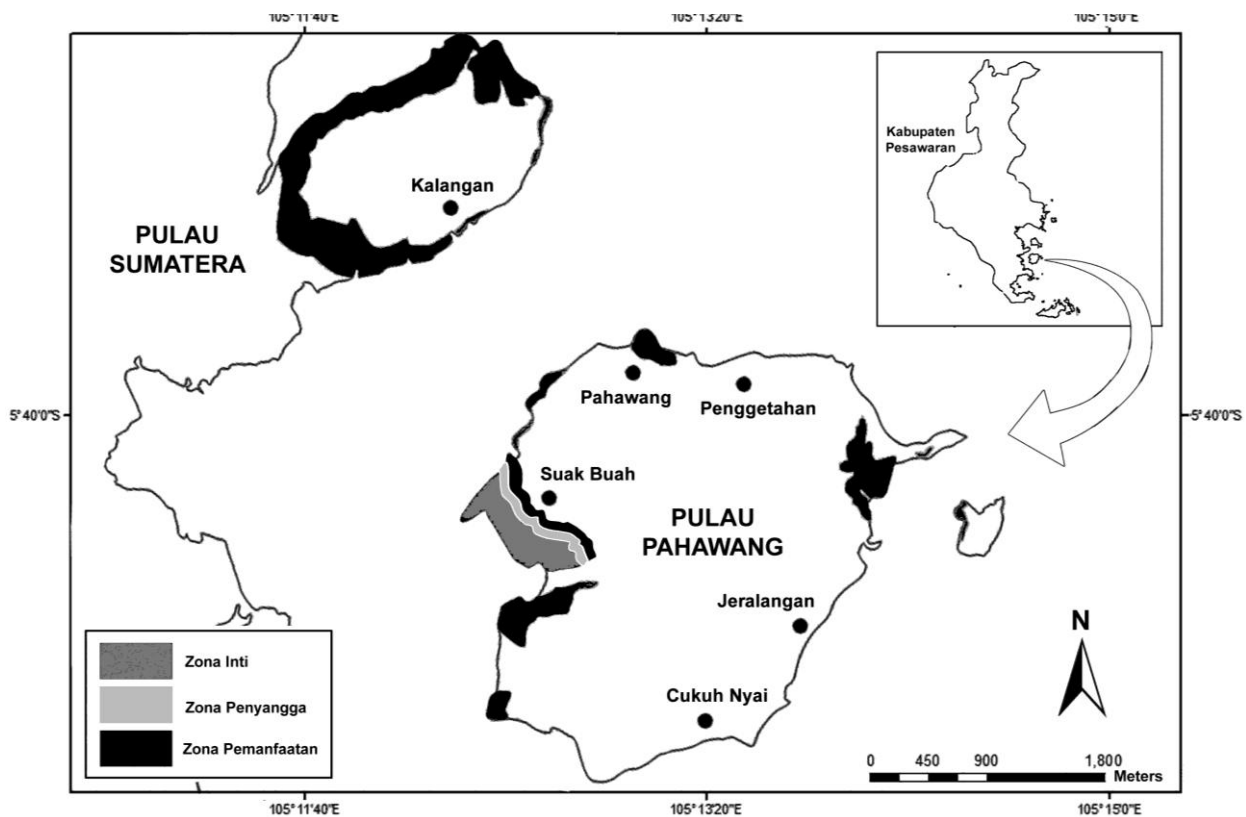 105°11'40"E
105°13'20"E
105°15'0"E
Kabupaten
Pesawaran
Kalangan
PULAU
SUMATERA
5°40'0"S
5°40'0"S
Pahawang
Penggetahan
Suak Buah
PULAU
PAHAWANG
Jeralangan
Cukuh Nyai
N
Zona Inti
Zona Penyangga
Zona Pemanfaatan
0 450 900 1,800
Meters
105°11'40"E
105°13'20"E
105°15'0"E